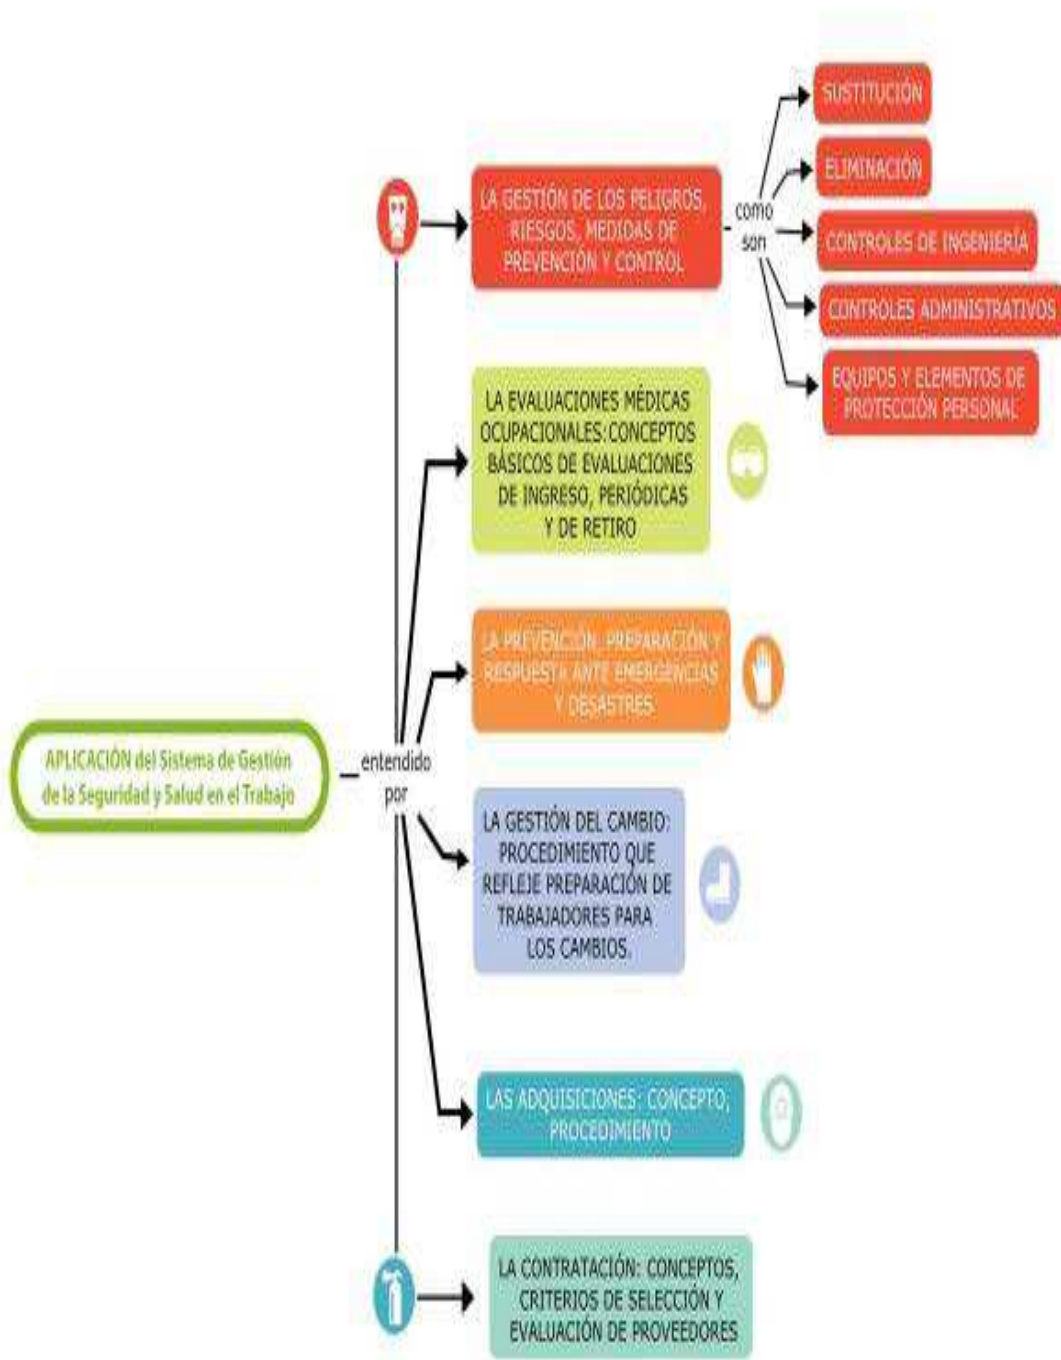 SUSTITUCIÓN
ELIMINACIÓN
CONTROLES DE INGENIERÍA
CONTROLES ADMINISTRATIVOS
EQUIPOS Y ELEMENTOS DE
PROTECCIÓN PERSONAL
como
son
LA GESTIÓN DE LOS PELIGROS,
RIESGOS, MEDIDAS DE
PREVENCIÓN Y CONTROL
LA EVALUACIONES MÉDICAS
OCUPACIONALES:CONCEPTOS
BÁSICOS DE EVALUACIONES
DE INGRESO, PERIÓDICAS
Y DE RETIRO
LA PREVENCIÓN, PREPARACIÓN Y
RESPUESTA ANTE EMERGENCIAS
Y DESASTRES
APLICACIÓN del Sistema de Gestión
de la Seguridad y Salud en el Trabajo
entendido
por
LA GESTIÓN DEL CAMBIO:
PROCEDIMIENTO QUE
REFLEJE PREPARACIÓN DE
TRABAJADORES PARA
LOS CAMBIOS.
LAS ADQUISICIONES: CONCEPTO,
PROCEDIMIENTO
LA CONTRATACIÓN: CONCEPTOS,
CRITERIOS DE SELECCIÓN Y
EVALUACIÓN DE PROVEEDORES